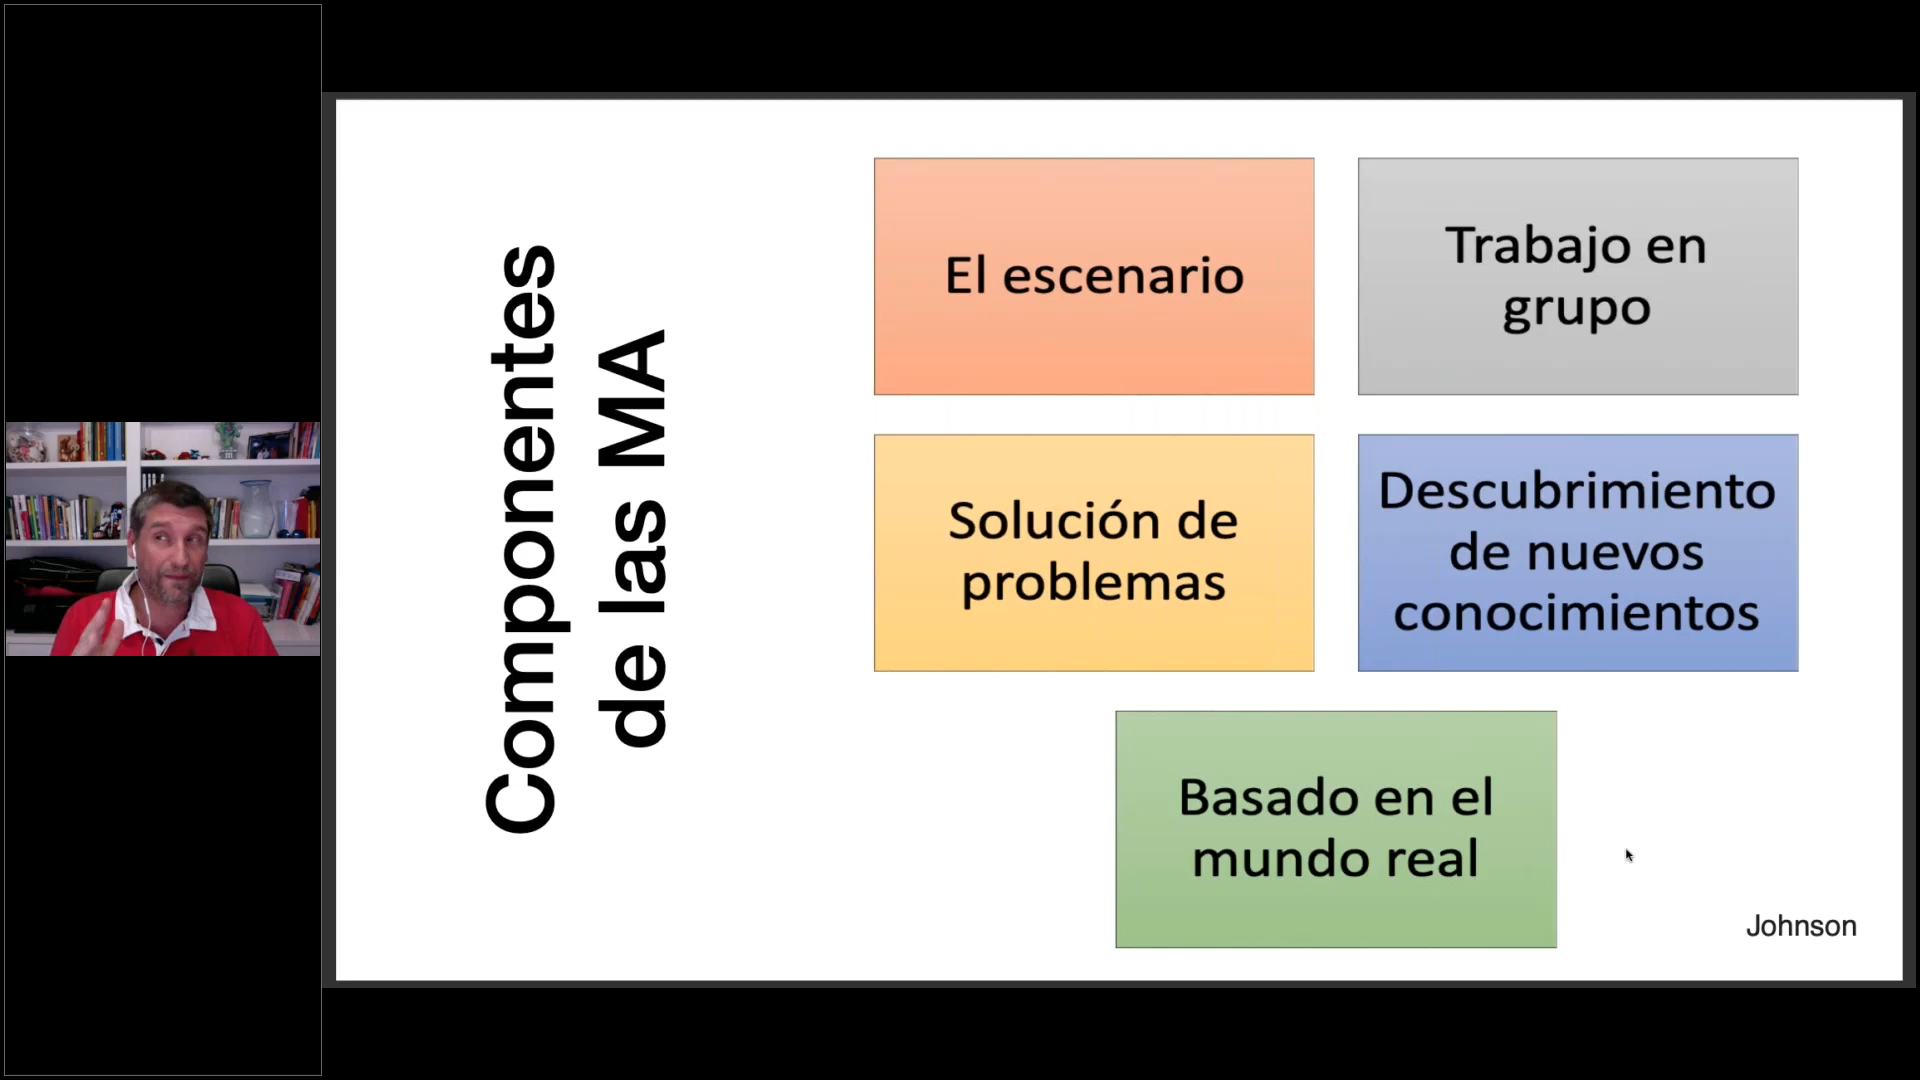 Componentes
de las MA
El escenario
Trabajo en
grupo
Solución de
problemas
Descubrimiento
de nuevos
conocimientos
Basado en el
mundo real
Johnson